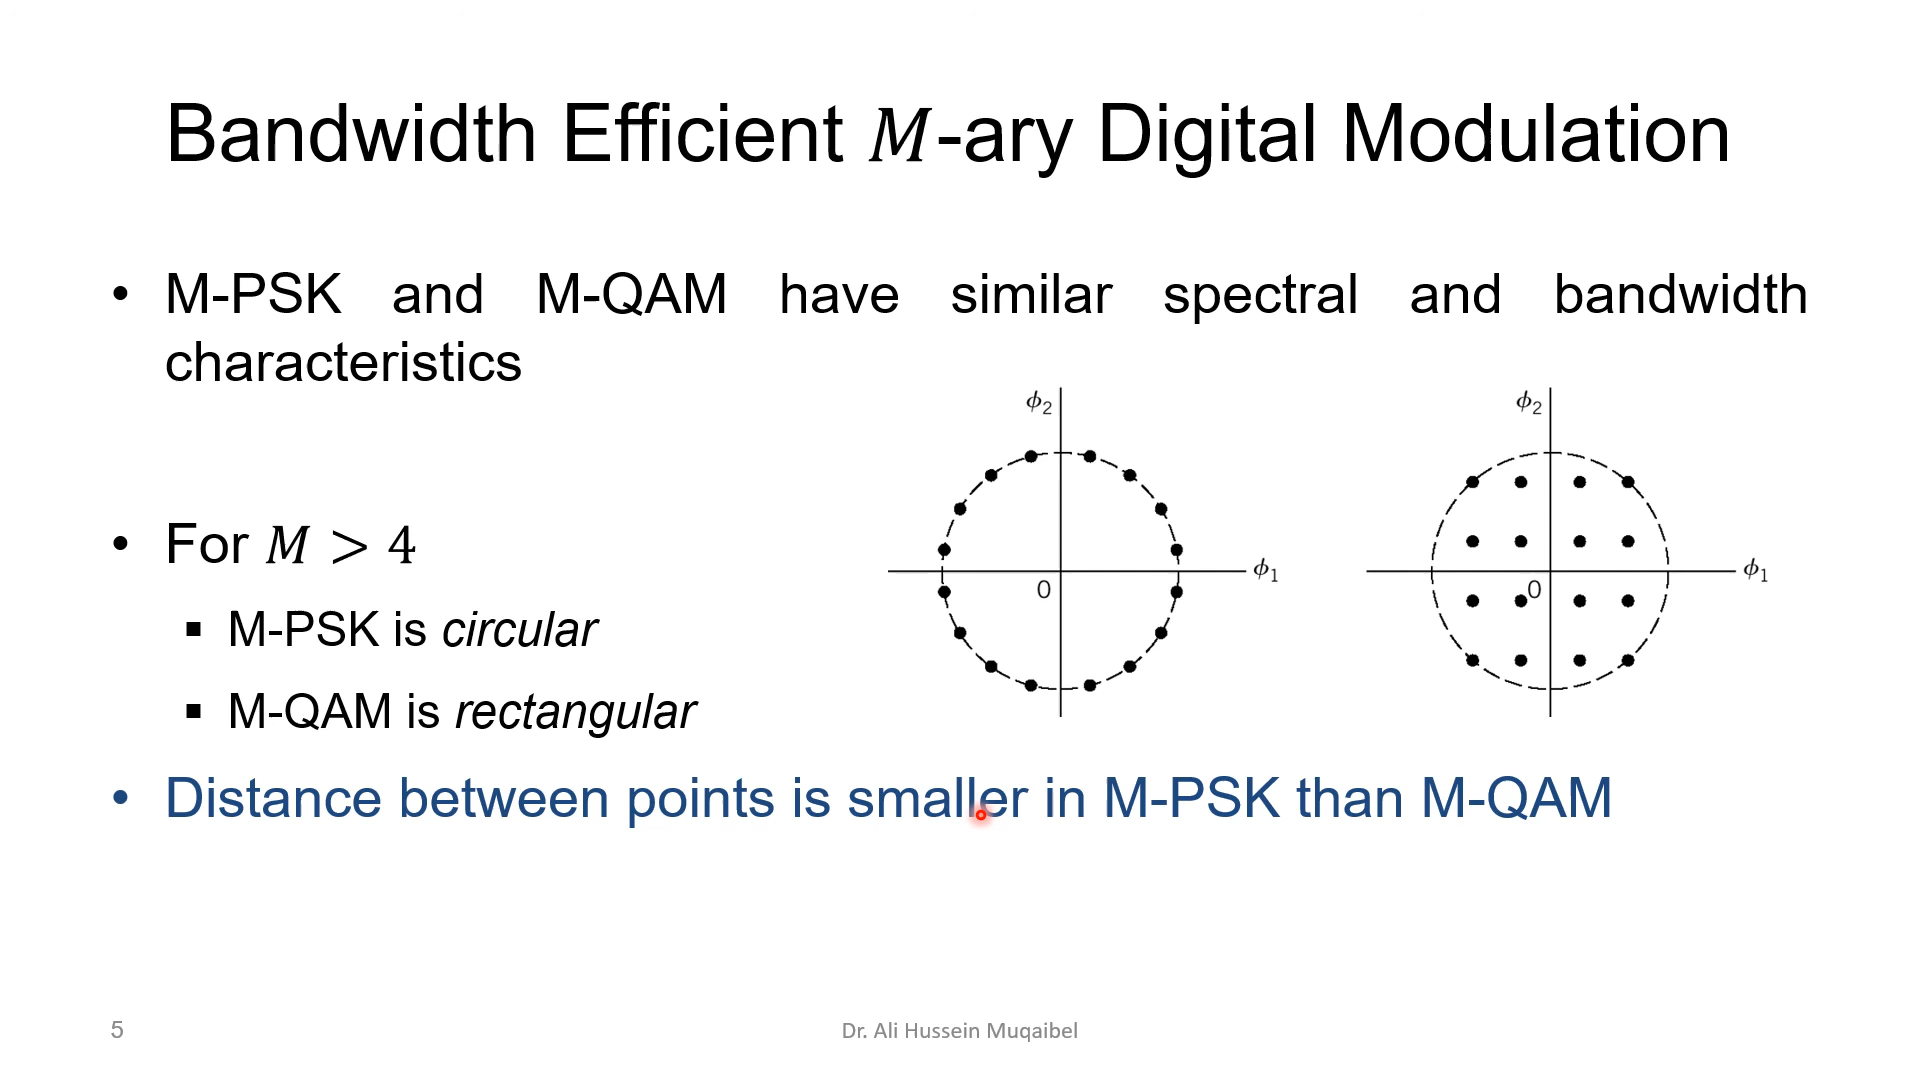 Bandwidth Efficient M-ary Digital Modulation
• M-PSK and M-QAM have similar spectral and bandwidth
characteristics
ϕ2
ϕ1
0
ϕ2
ϕ1
0
• For M > 4
▪ M-PSK is circular
▪ M-QAM is rectangular
• Distance between points is smaller in M-PSK than M-QAM
5
Dr. Ali Hussein Muqaibel